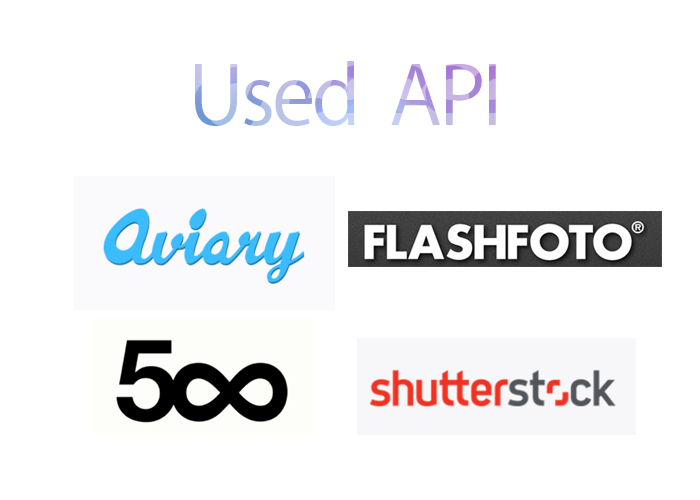 Used API
aviary
FLASHFOTO®
500
shutterstock